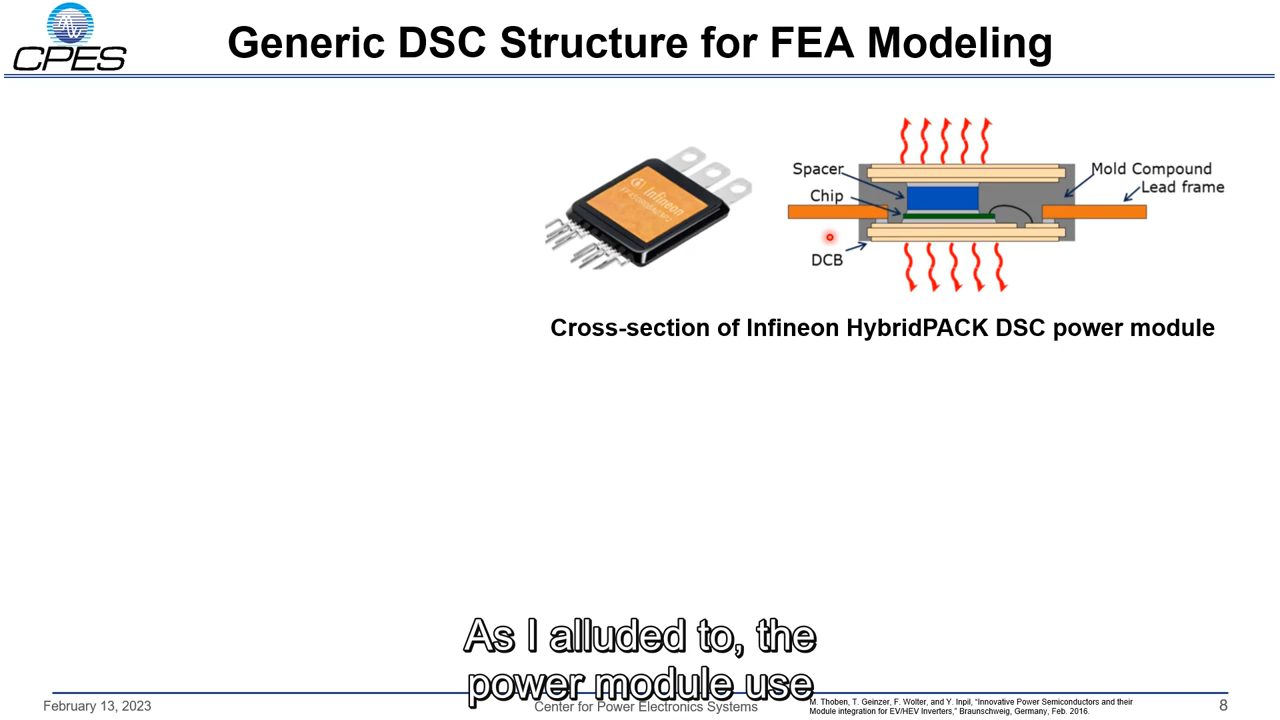 CPES
Generic DSC Structure for FEA Modeling
Infineon
Spacer
Chip
DCB
Mold Compound
Lead frame
Cross-section of Infineon HybridPACK DSC power module
As I alluded to, the
power module use
February 13, 2023
Center for Power Electronics Systems
M. Thoben, T. Geinzer, F. Wolter, and Y. Inpil, “Innovative Power Semiconductors and their
Module integration for EV/HEV Inverters,” Braunschweig, Germany, Feb. 2016.
8